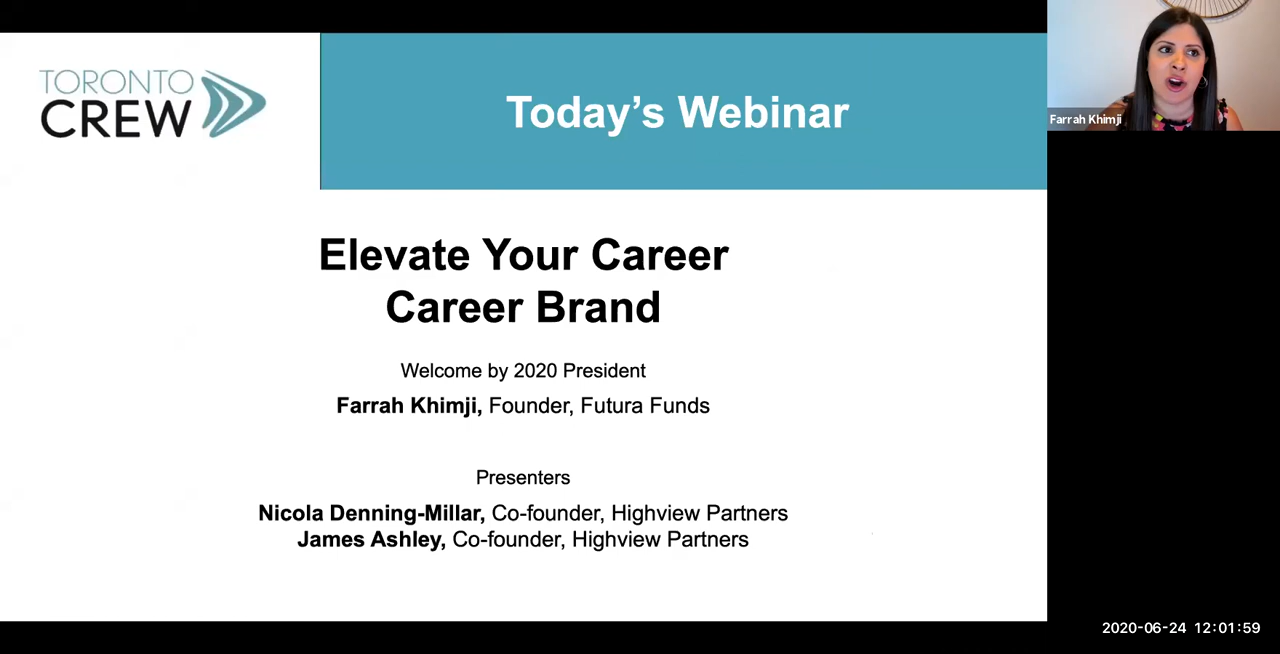 TORONTO
CREW
Today's Webinar
Farrah Khimji
Elevate Your Career
Career Brand
Welcome by 2020 President
Farrah Khimji, Founder, Futura Funds
Presenters
Nicola Denning-Millar, Co-founder, Highview Partners
James Ashley, Co-founder, Highview Partners
2020-06-24 12:01:59